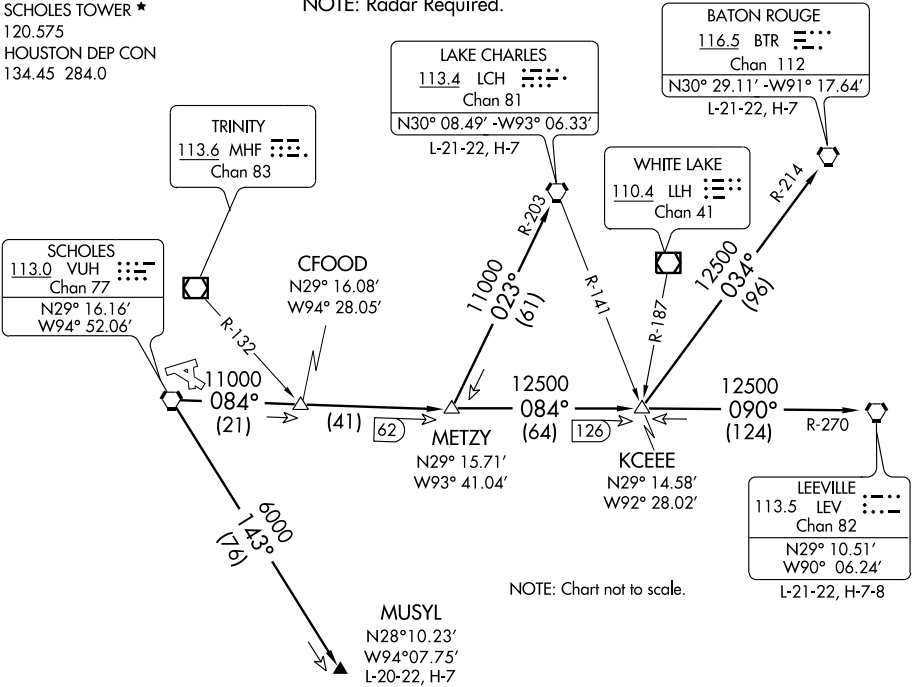 SCHOLES TOWER ★
120.575
HOUSTON DEP CON
134.45 284.0
NOTE: Radar Required.
LAKE CHARLES
113.4 LCH
Chan 81
N30° 08.49′ -W93° 06.33′
L-21-22, H-7
BATON ROUGE
116.5 BTR
Chan 112
N30° 29.11′ -W91° 17.64′
L-21-22, H-7
TRINITY
113.6 MHF
Chan 83
WHITE LAKE
110.4 LLH
Chan 41
SCHOLES
113.0 VUH
Chan 77
N29° 16.16′
W94° 52.06′
CFOOD
N29° 16.08′
W94° 28.05′
R-132
R-203
11000
023°
(61)
R-141
R-187
R-214
12500
034°
(96)
11000
084°
(21)
(41)
62
METZY
N29° 15.71′
W93° 41.04′
12500
084°
(64)
126
KCEEE
N29° 14.58′
W92° 28.02′
12500
090°
(124)
R-270
LEEVILLE
113.5 LEV
Chan 82
N29° 10.51′
W90° 06.24′
L-21-22, H-7-8
6000
143°
(76)
NOTE: Chart not to scale.
MUSYL
N28°10.23′
W94°07.75′
L-20-22, H-7